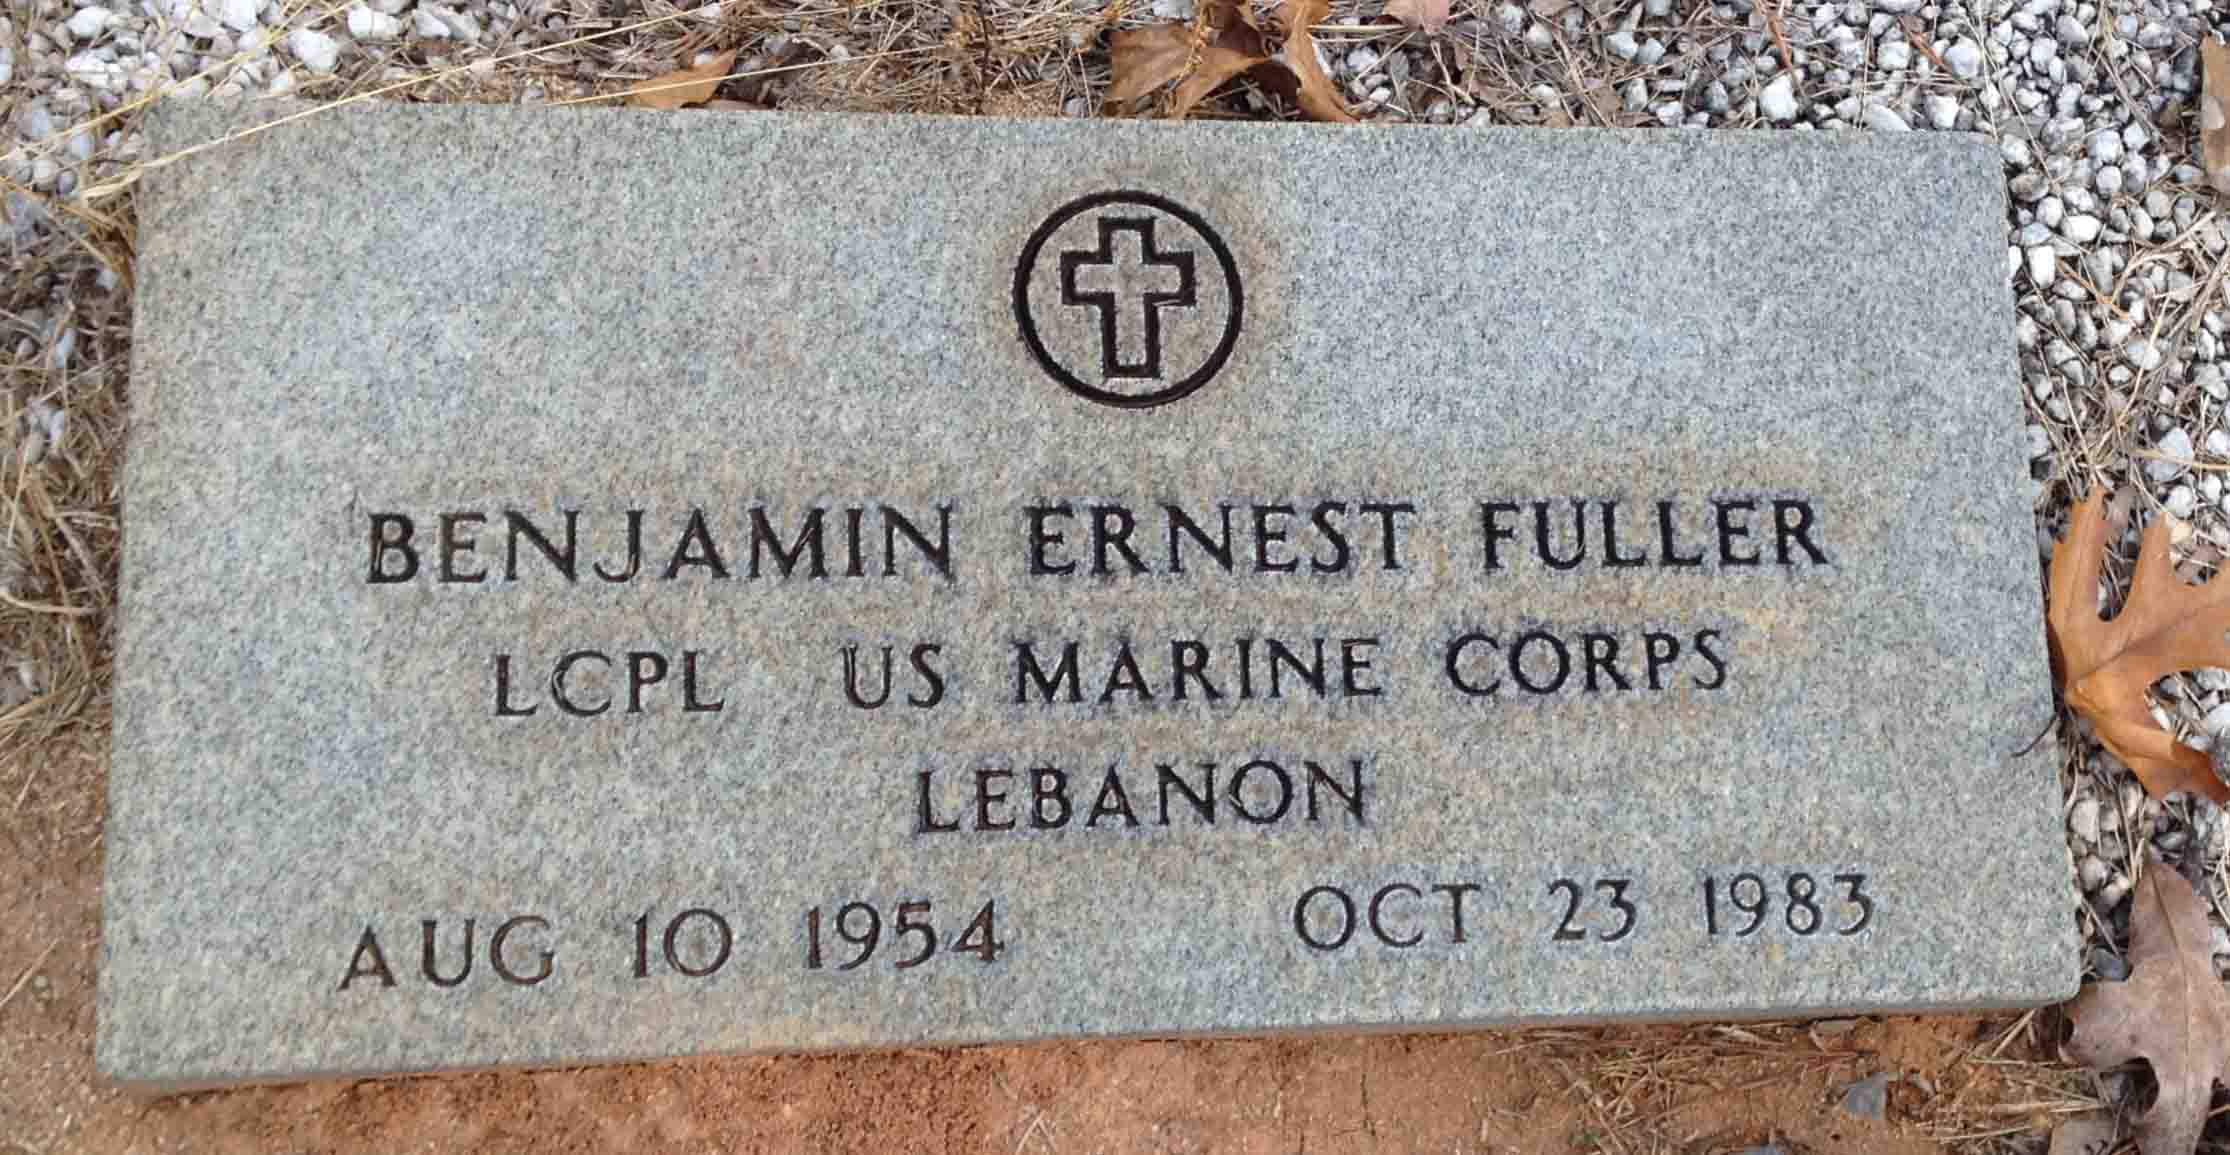 BENJAMIN ERNEST FULLER
LCPL US MARINE CORPS
LEBANON
AUG 10 1954 OCT 23 1983